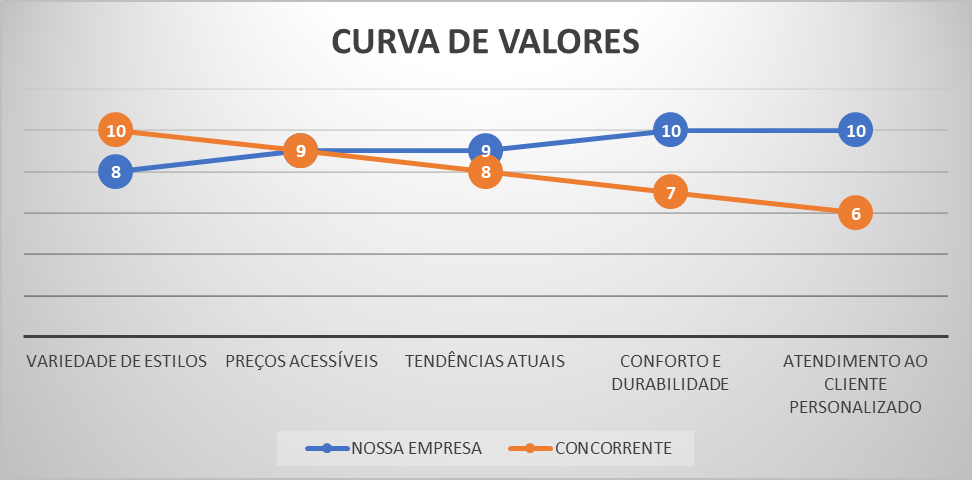 CURVA DE VALORES
10
8
9
9
8
10
7
10
6
VARIEDADE DE ESTILOS
PREÇOS ACESSÍVEIS
TENDÊNCIAS ATUAIS
CONFORTO E
DURABILIDADE
ATENDIMENTO AO
CLIENTE
PERSONALIZADO
NOSSA EMPRESA
CONCORRENTE